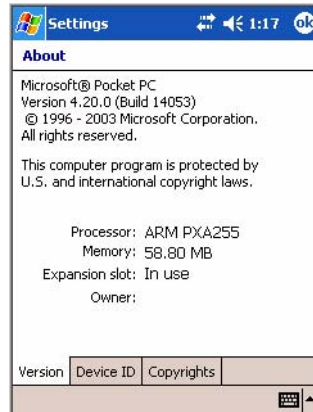 Settings 1:17 ok
About
Microsoft® Pocket PC
Version 4.20.0 (Build 14053)
© 1996 - 2003 Microsoft Corporation.
All rights reserved.
This computer program is protected by
U.S. and international copyright laws.
Processor: ARM PXA255
Memory: 58.80 MB
Expansion slot: In use
Owner:
Version Device ID Copyrights